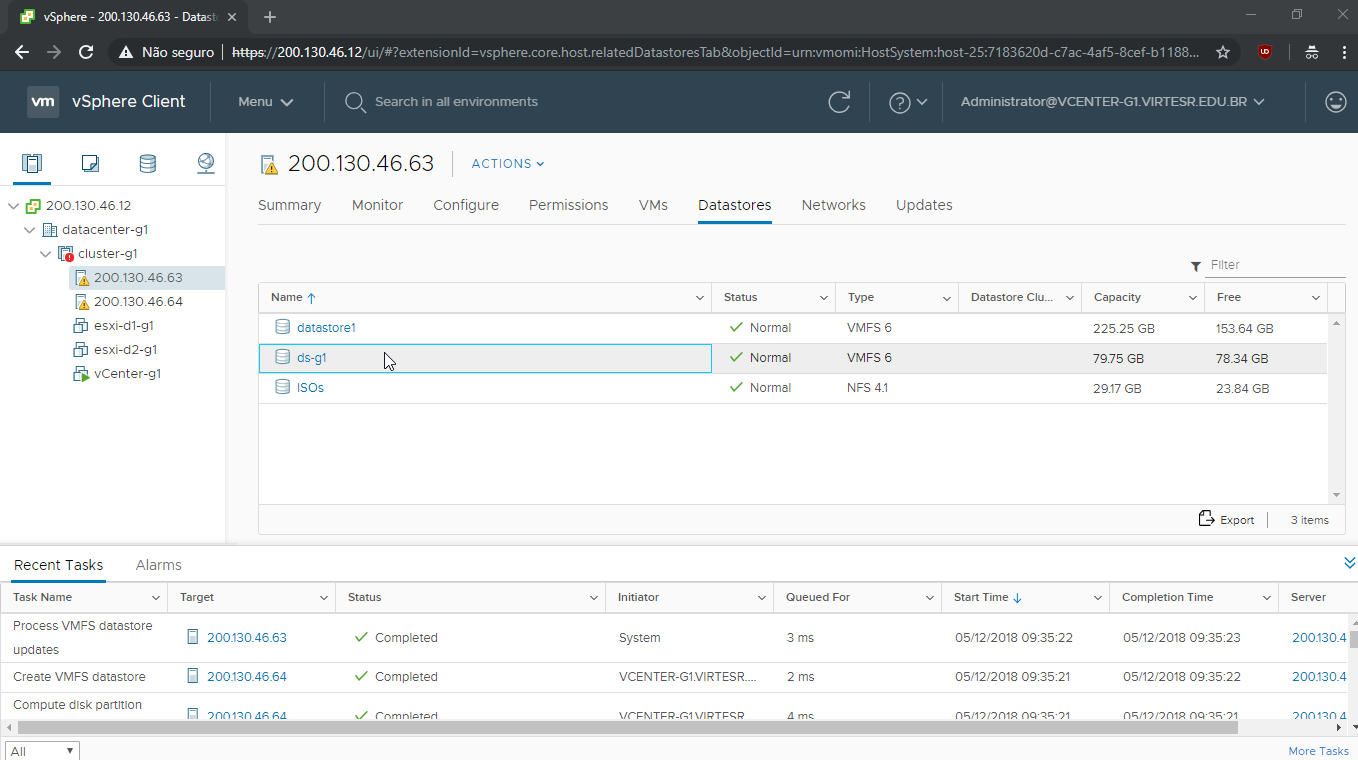 vSphere - 200.130.46.63 - Datast
Não seguro
https://200.130.46.12/ui/#?extensionId=vsphere.core.host.relatedDatastoresTab&objectId=urn:vmomi:HostSystem:host-25:7183620d-c7ac-4af5-8cef-b1188...
vm vSphere Client
Menu
Search in all environments
Administrator@VCENTER-G1.VIRTESR.EDU.BR
200.130.46.12
datacenter-g1
cluster-g1
200.130.46.63
200.130.46.64
esxi-d1-g1
esxi-d2-g1
vCenter-g1
200.130.46.63
ACTIONS
Summary Monitor Configure Permissions VMs Datastores Networks Updates
Filter
Name Status Type Datastore Clu... Capacity Free
datastore1 Normal VMFS 6 225.25 GB 153.64 GB
ds-g1 Normal VMFS 6 79.75 GB 78.34 GB
ISOs Normal NFS 4.1 29.17 GB 23.84 GB
Export 3 items
Recent Tasks Alarms
Task Name Target Status Initiator Queued For Start Time Completion Time Server
Process VMFS datastore
updates
200.130.46.63 Completed System 3 ms 05/12/2018 09:35:22 05/12/2018 09:35:23 200.130.4
Create VMFS datastore 200.130.46.64 Completed VCENTER-G1.VIRTESR.... 2 ms 05/12/2018 09:35:21 05/12/2018 09:35:22 200.130.4
Compute disk partition
200.130.46.64 Completed VCENTER-G1.VIRTESR 4 ms 05/12/2018 09:35:21 05/12/2018 09:35:21 200.130.4
All
More Tasks